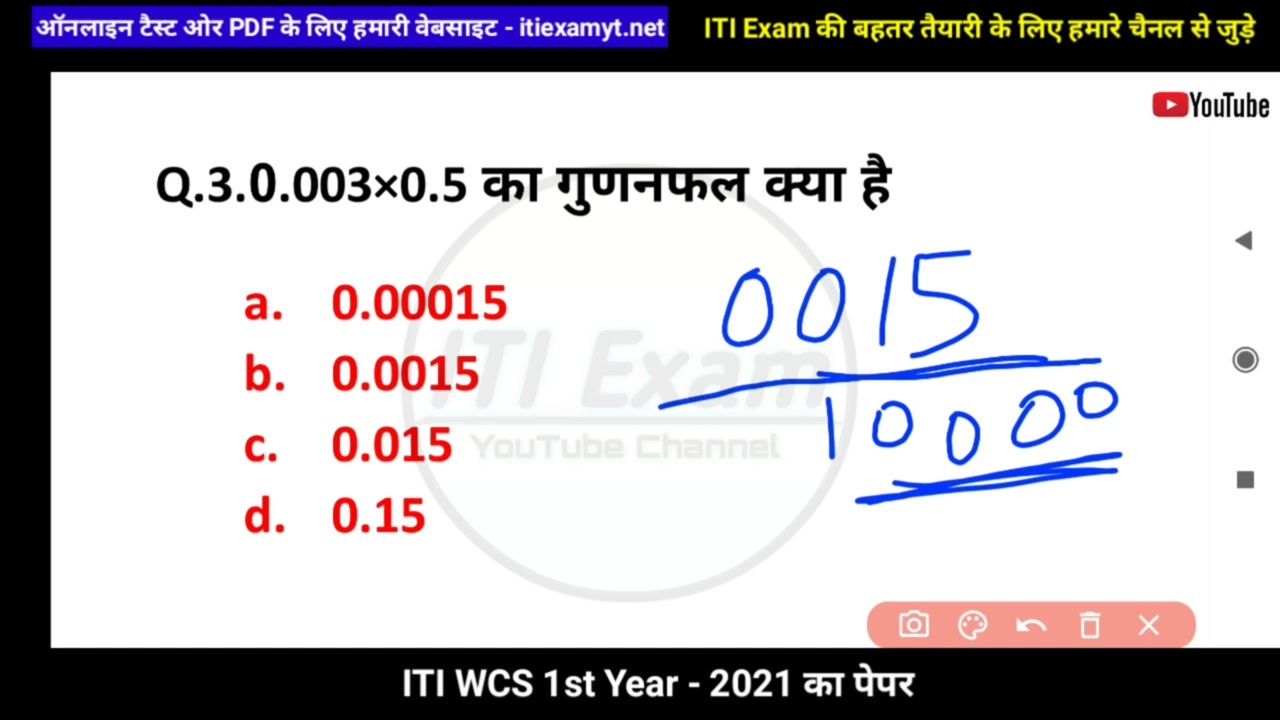 ऑनलाइन टैस्ट ओर PDF के लिए हमारी वेबसाइट - itiexamyt.net
ITI Exam की बहतर तैयारी के लिए हमारे चैनल से जुड़े
YouTube
Q.3.0.003×0.5 का गुणनफल क्या है
0015
10000
a. 0.00015
b. 0.0015
c. 0.015
d. 0.15
ITI Exam
YouTube Channel
ITI WCS 1st Year - 2021 का पेपर